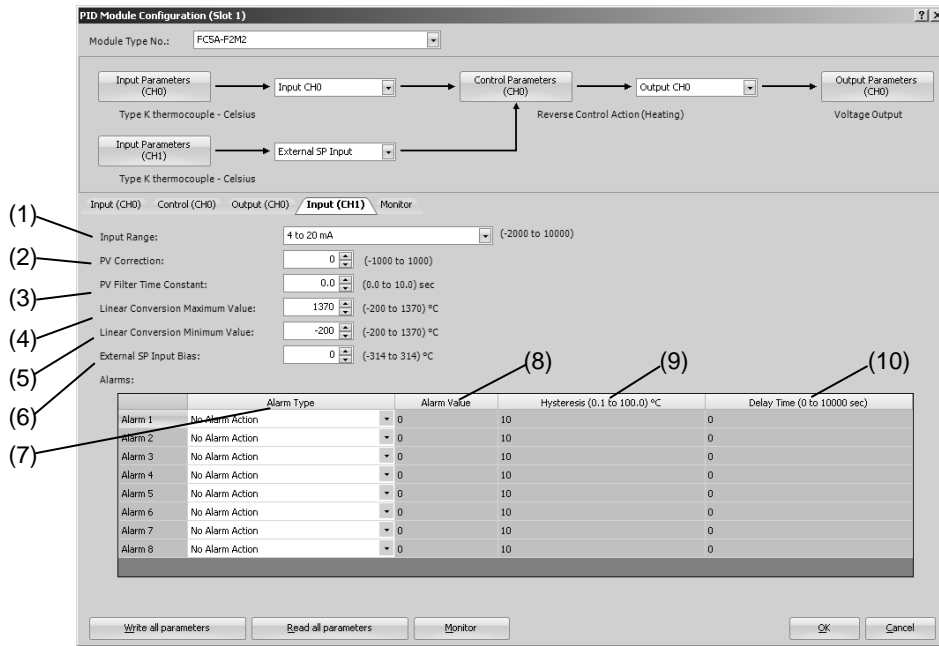 PID Module Configuration (Slot 1)
? X
Module Type No.: FC5A-F2M2
Input Parameters (CH0)
Input CH0
Control Parameters (CH0)
Output CH0
Output Parameters (CH0)
Type K thermocouple - Celsius
Reverse Control Action (Heating)
Voltage Output
Input Parameters (CH1)
External SP Input
Type K thermocouple - Celsius
Input (CH0) Control (CH0) Output (CH0) Input (CH1) Monitor
(1) Input Range: 4 to 20 mA (-2000 to 10000)
(2) PV Correction: 0 (-1000 to 1000)
(3) PV Filter Time Constant: 0.0 (0.0 to 10.0) sec
(4) Linear Conversion Maximum Value: 1370 (-200 to 1370) °C
(5) Linear Conversion Minimum Value: -200 (-200 to 1370) °C
(6) External SP Input Bias: 0 (-314 to 314) °C
(8) (9) (10)
Alarms:
(7) Alarm Type Alarm Value Hysteresis (0.1 to 100.0) °C Delay Time (0 to 10000 sec)
Alarm 1 No Alarm Action 0 10 0
Alarm 2 No Alarm Action 0 10 0
Alarm 3 No Alarm Action 0 10 0
Alarm 4 No Alarm Action 0 10 0
Alarm 5 No Alarm Action 0 10 0
Alarm 6 No Alarm Action 0 10 0
Alarm 7 No Alarm Action 0 10 0
Alarm 8 No Alarm Action 0 10 0
Write all parameters Read all parameters Monitor OK Cancel